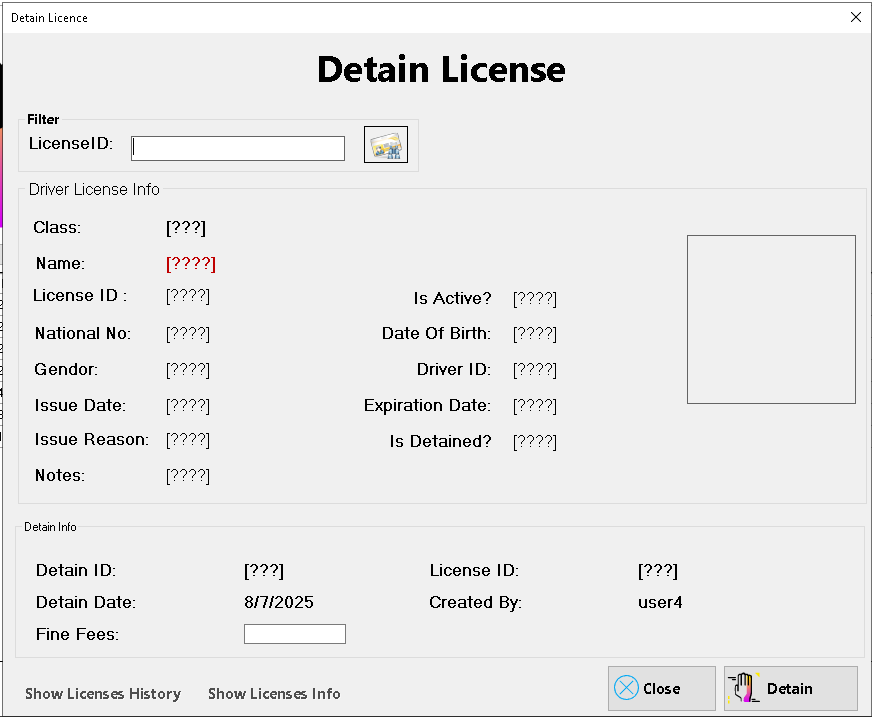 Detain Licence
Detain License
Filter
LicenseID:
Driver License Info
Class: [???]
Name: [????]
License ID : [????] Is Active? [????]
National No: [????] Date Of Birth: [????]
Gendor: [????] Driver ID: [????]
Issue Date: [????] Expiration Date: [????]
Issue Reason: [????] Is Detained? [????]
Notes: [????]
Detain Info
Detain ID: [???] License ID: [???]
Detain Date: 8/7/2025 Created By: user4
Fine Fees:
Show Licenses History Show Licenses Info Close Detain